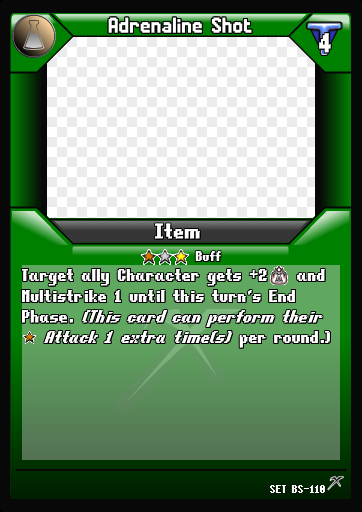 Adrenaline Shot
4
Item
Buff
Target ally Character gets +2 and
Multistrike 1 until this turn's End
Phase. (This card can perform their
Attack 1 extra time(s) per round.)
SET BS-110